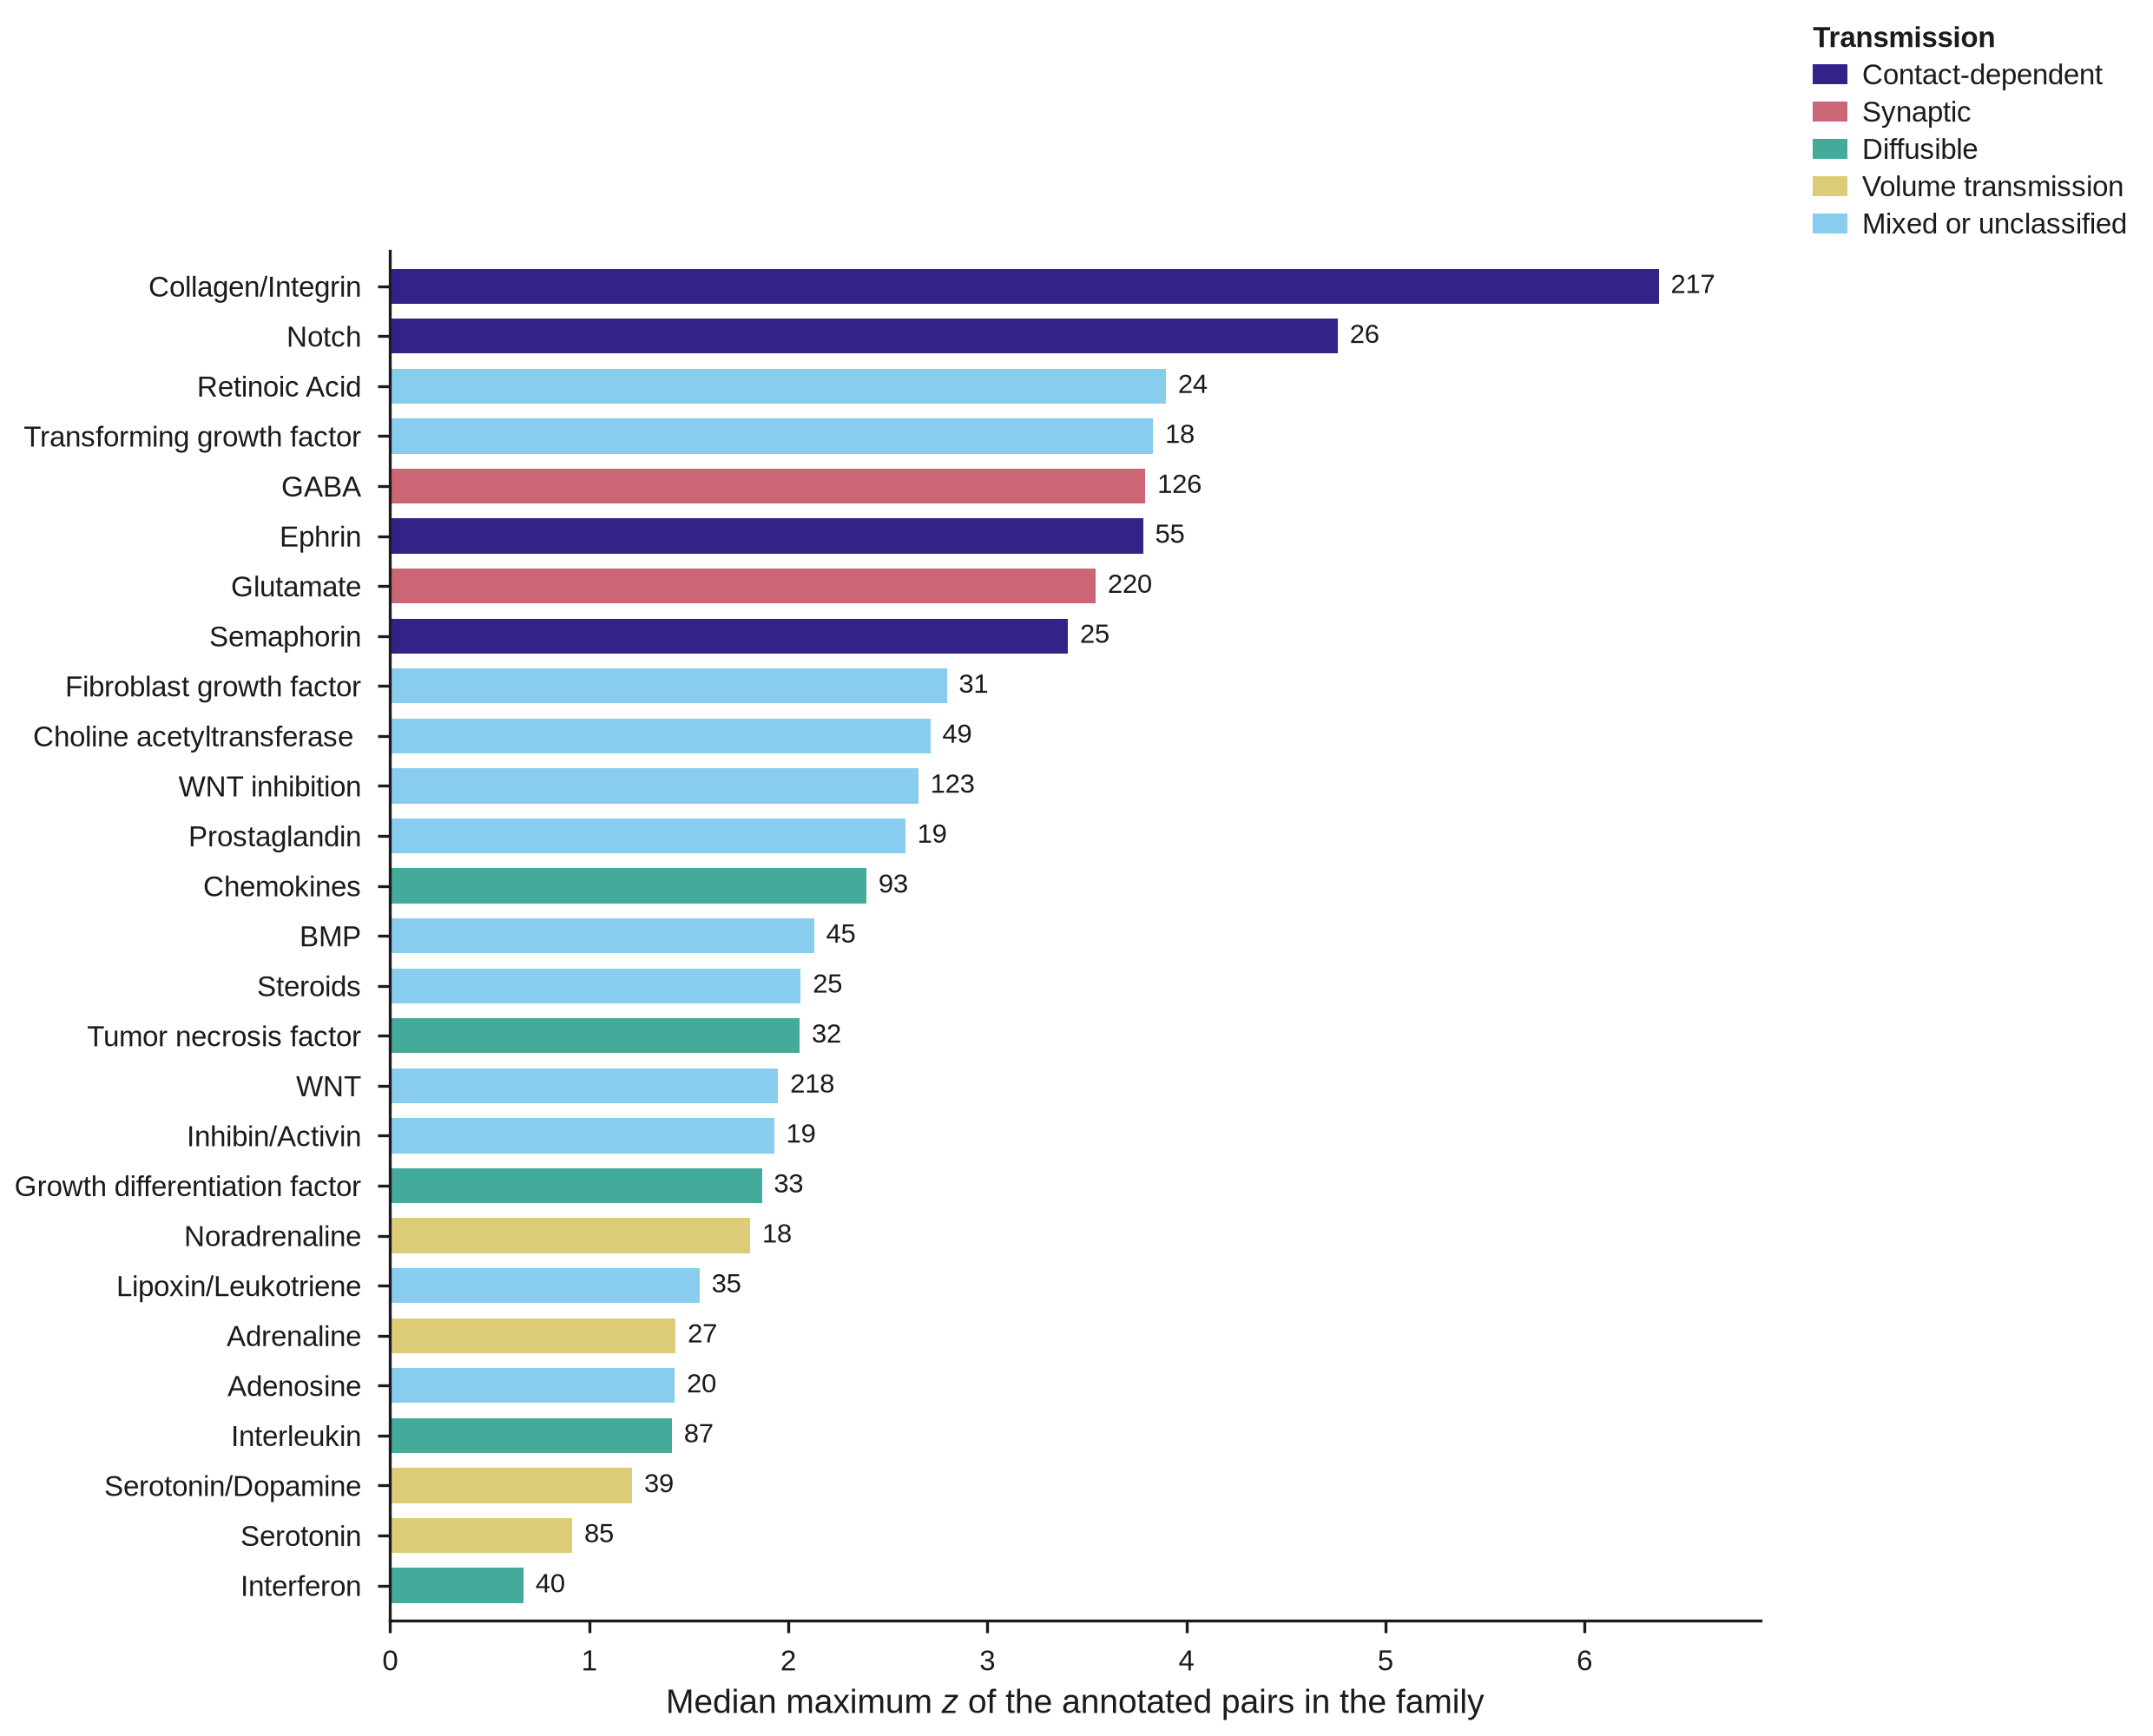 Transmission
Contact-dependent
Synaptic
Diffusible
Volume transmission
Mixed or unclassified
Collagen/Integrin 217
Notch 26
Retinoic Acid 24
Transforming growth factor 18
GABA 126
Ephrin 55
Glutamate 220
Semaphorin 25
Fibroblast growth factor 31
Choline acetyltransferase 49
WNT inhibition 123
Prostaglandin 19
Chemokines 93
BMP 45
Steroids 25
Tumor necrosis factor 32
WNT 218
Inhibin/Activin 19
Growth differentiation factor 33
Noradrenaline 18
Lipoxin/Leukotriene 35
Adrenaline 27
Adenosine 20
Interleukin 87
Serotonin/Dopamine 39
Serotonin 85
Interferon 40
0 1 2 3 4 5 6
Median maximum z of the annotated pairs in the family